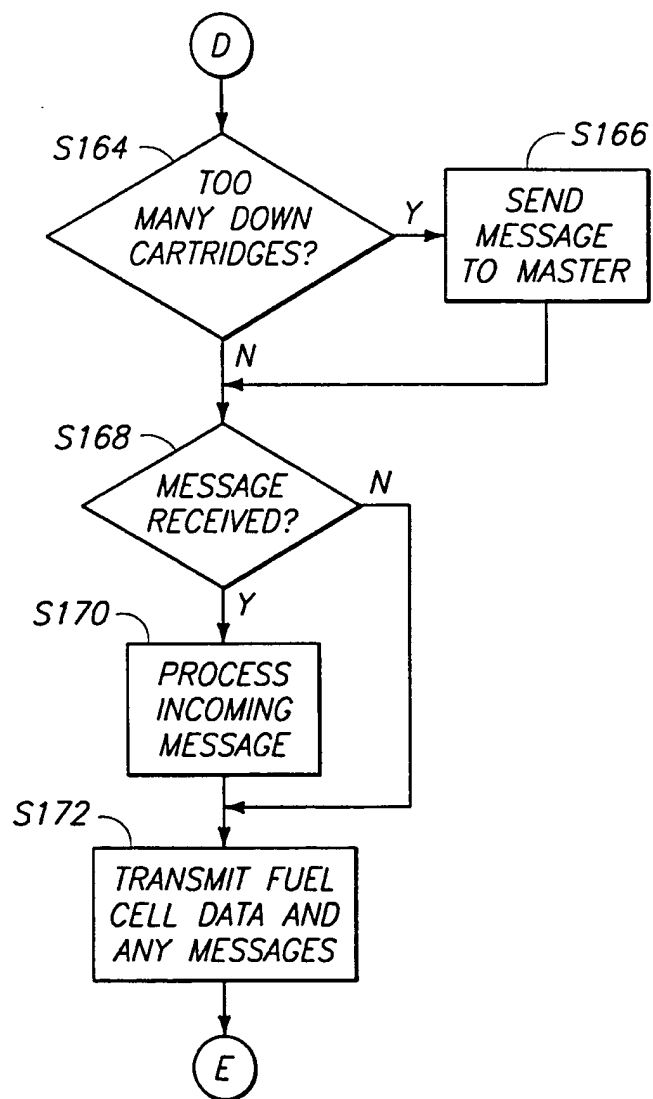 D
S164
TOO
MANY DOWN
CARTRIDGES?
Y
S166
SEND
MESSAGE
TO MASTER
N
S168
MESSAGE
RECEIVED?
N
Y
S170
PROCESS
INCOMING
MESSAGE
S172
TRANSMIT FUEL
CELL DATA AND
ANY MESSAGES
E